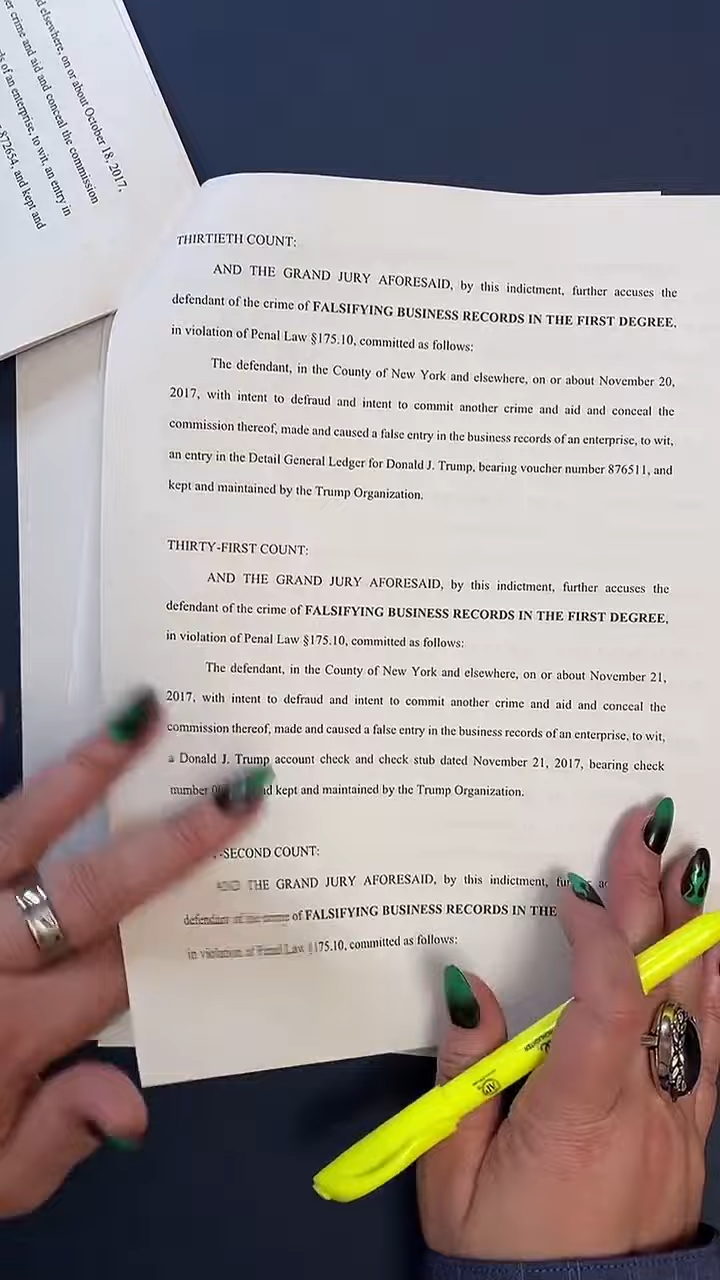 d elsewhere, on or about October 18, 2017,
er crime and aid and conceal the commission
ds of an enterprise, to wit, an entry in
872654, and kept and
THIRTIETH COUNT:
AND THE GRAND JURY AFORESAID, by this indictment, further accuses the
defendant of the crime of FALSIFYING BUSINESS RECORDS IN THE FIRST DEGREE,
in violation of Penal Law §175.10, committed as follows:
The defendant, in the County of New York and elsewhere, on or about November 20,
2017, with intent to defraud and intent to commit another crime and aid and conceal the
commission thereof, made and caused a false entry in the business records of an enterprise, to wit,
an entry in the Detail General Ledger for Donald J. Trump, bearing voucher number 876511, and
kept and maintained by the Trump Organization.
THIRTY-FIRST COUNT:
AND THE GRAND JURY AFORESAID, by this indictment, further accuses the
defendant of the crime of FALSIFYING BUSINESS RECORDS IN THE FIRST DEGREE,
in violation of Penal Law §175.10, committed as follows:
The defendant, in the County of New York and elsewhere, on or about November 21,
2017, with intent to defraud and intent to commit another crime and aid and conceal the
commission thereof, made and caused a false entry in the business records of an enterprise, to wit,
a Donald J. Trump account check and check stub dated November 21, 2017, bearing check
number kept and maintained by the Trump Organization.
-SECOND COUNT:
AND THE GRAND JURY AFORESAID, by this indictment,
defendant of the crime of FALSIFYING BUSINESS RECORDS IN THE
in violation of Penal Law §175.10, committed as follows: